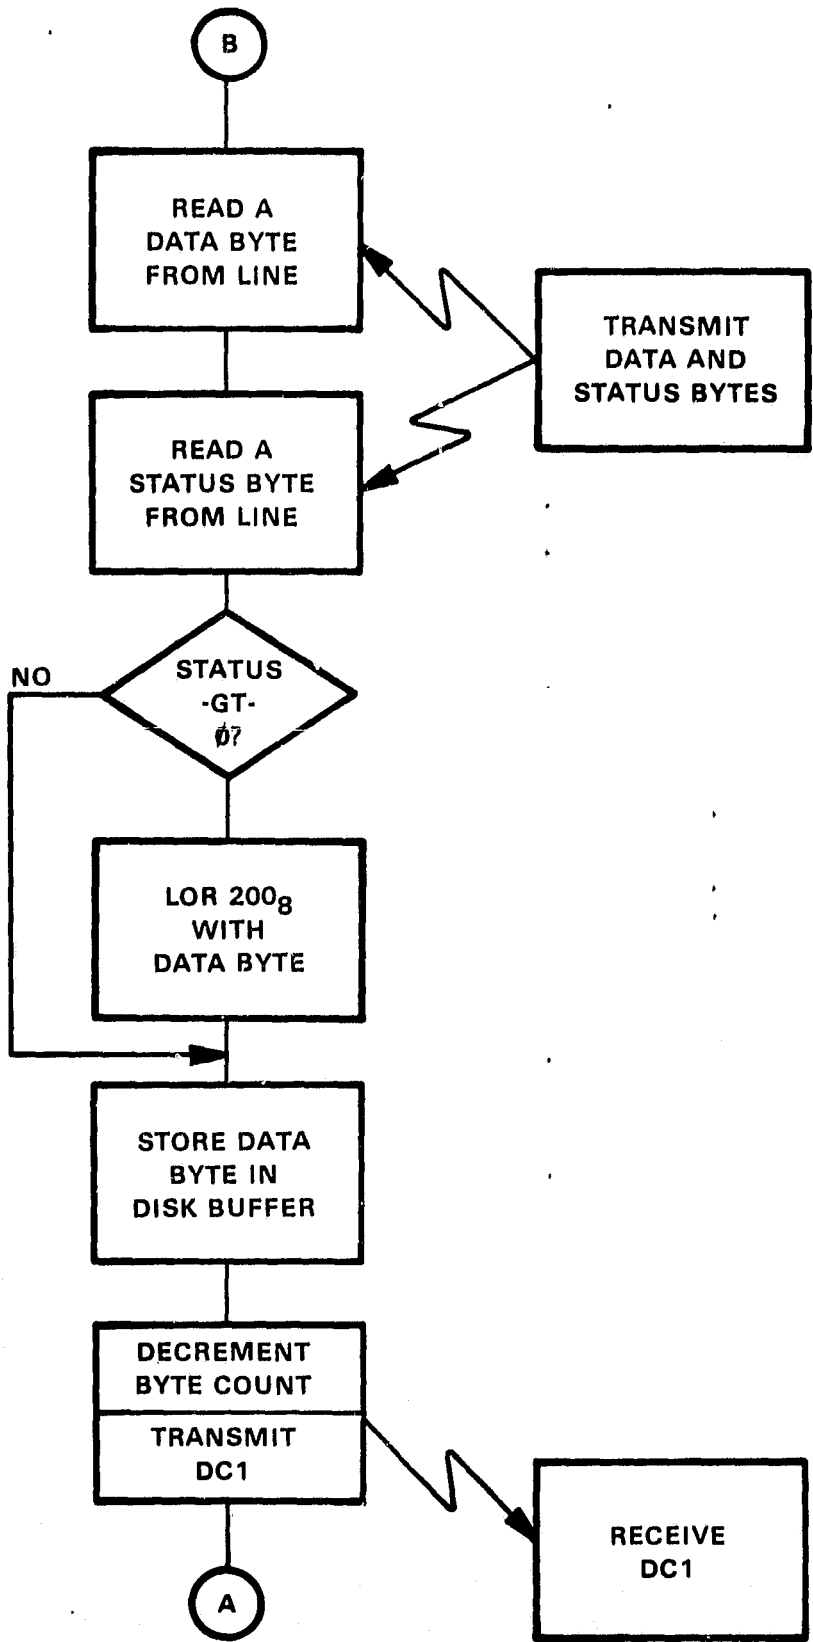 B
READ A
DATA BYTE
FROM LINE
TRANSMIT
DATA AND
STATUS BYTES
READ A
STATUS BYTE
FROM LINE
NO
STATUS
-GT-
Ø?
LOR 200₈
WITH
DATA BYTE
STORE DATA
BYTE IN
DISK BUFFER
DECREMENT
BYTE COUNT
TRANSMIT
DC1
RECEIVE
DC1
A